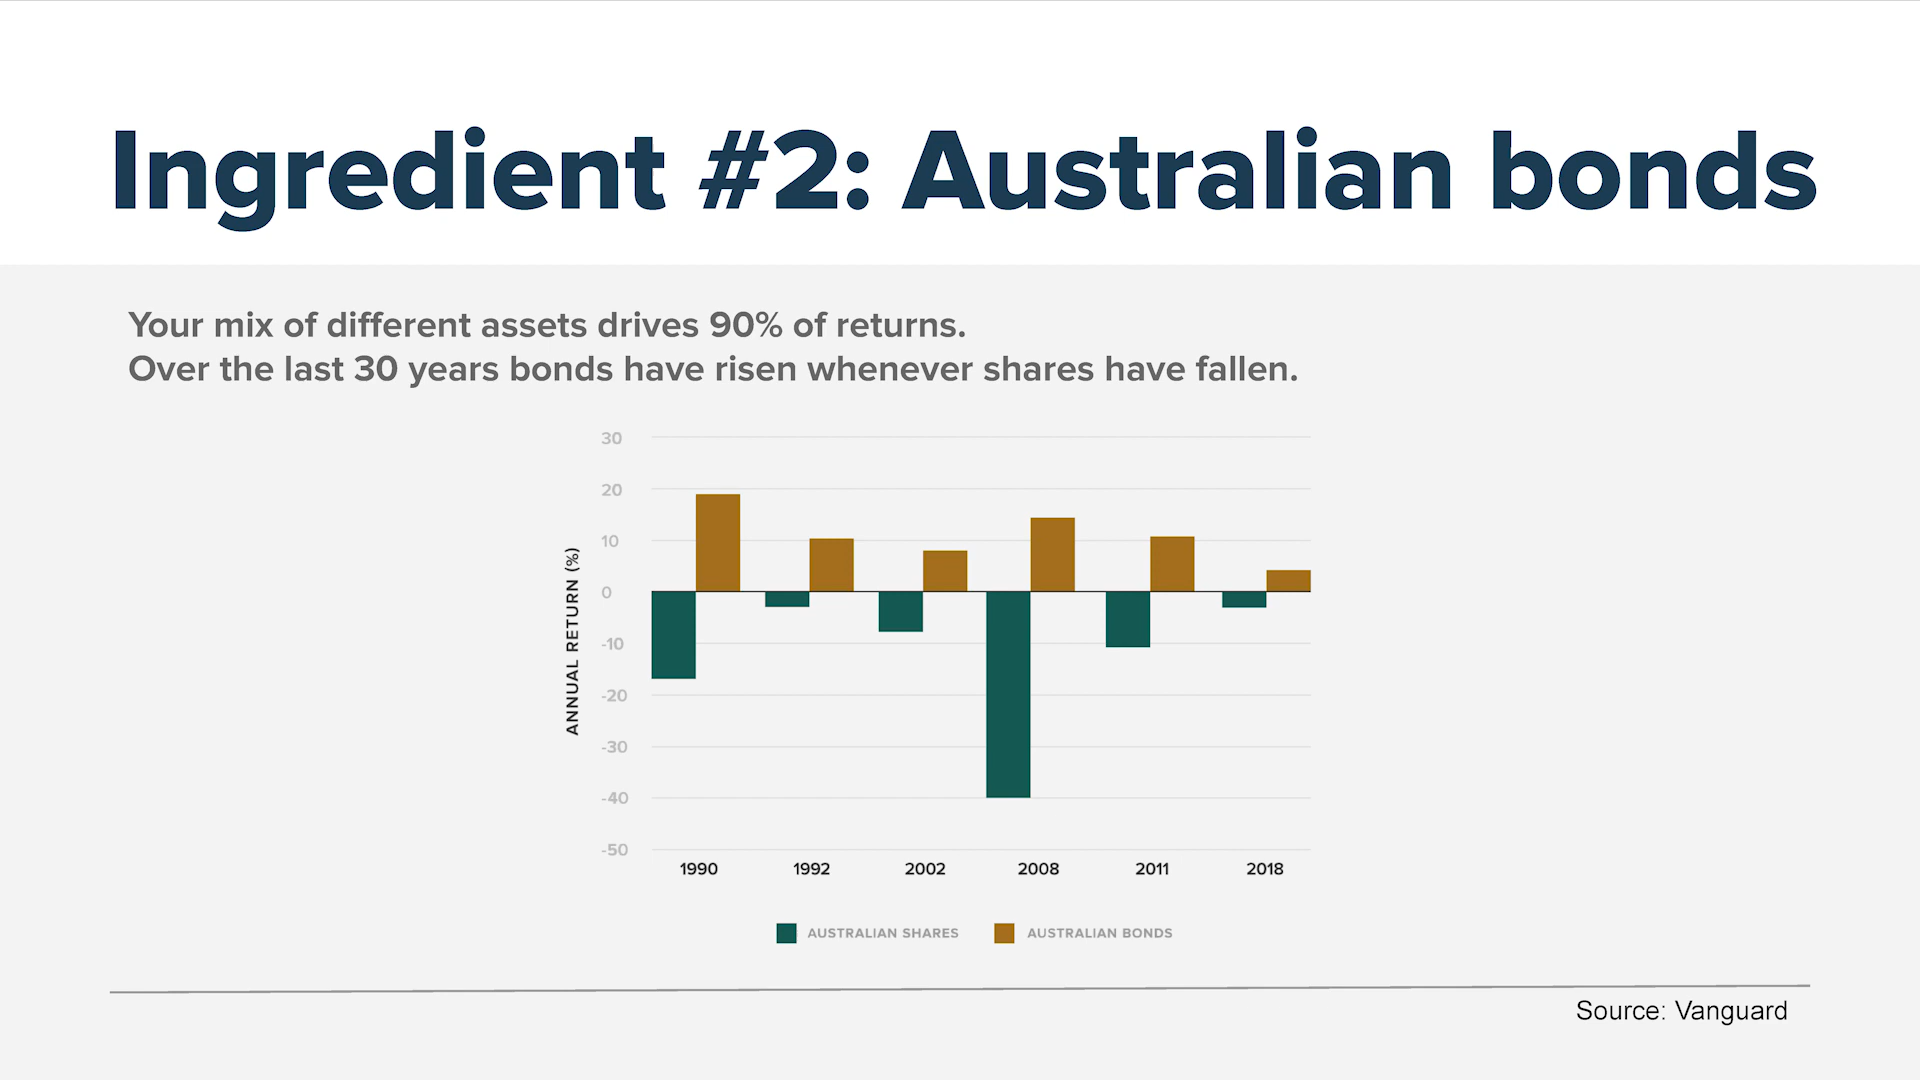 Ingredient #2: Australian bonds
Your mix of different assets drives 90% of returns.
Over the last 30 years bonds have risen whenever shares have fallen.
ANNUAL RETURN (%)
30
20
10
0
-10
-20
-30
-40
-50
1990 1992 2002 2008 2011 2018
AUSTRALIAN SHARES AUSTRALIAN BONDS
Source: Vanguard